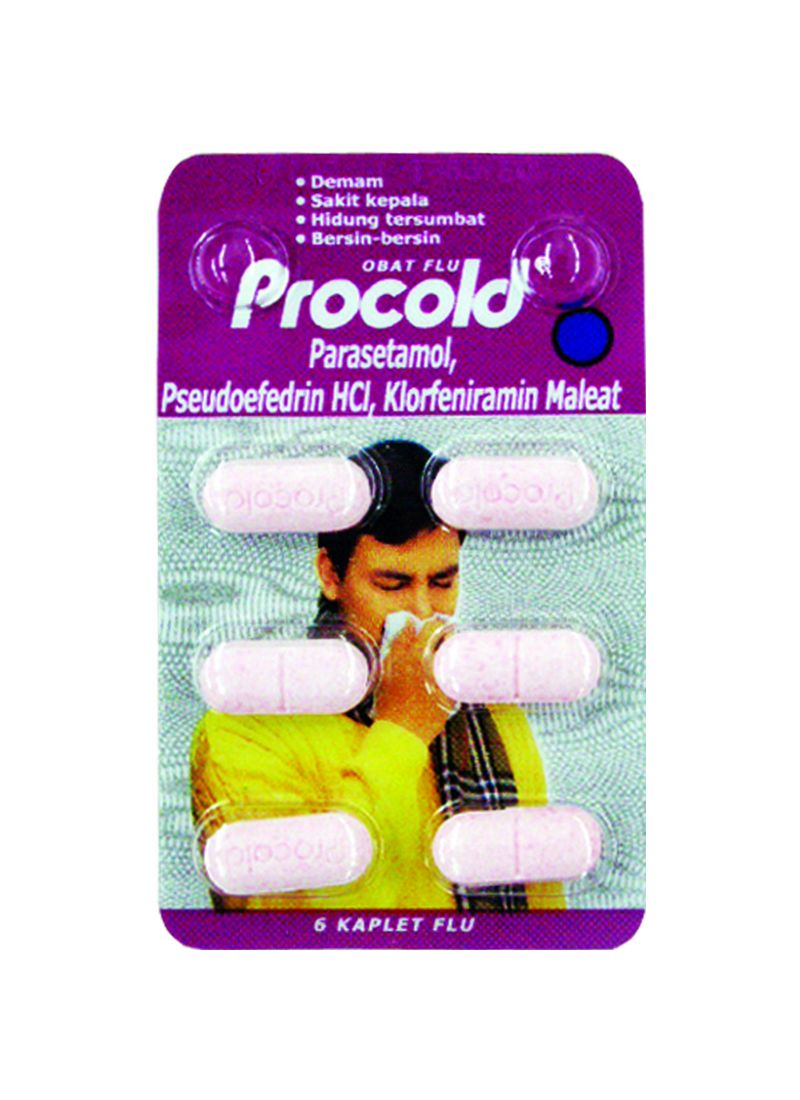 • Demam
• Sakit kepala
• Hidung tersumbat
• Bersin-bersin
OBAT FLU
Procold®
Parasetamol,
Pseudoefedrin HCl, Klorfeniramin Maleat
Procold Procold
Procold
6 KAPLET FLU